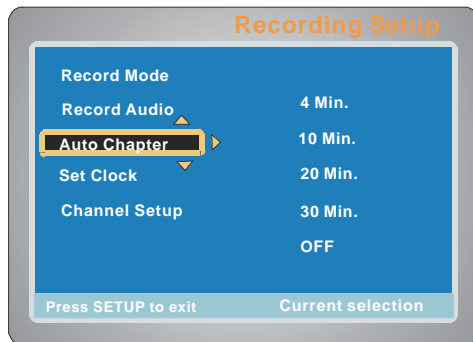 Recording Setup
Record Mode
Record Audio
Auto Chapter
Set Clock
Channel Setup
4 Min.
10 Min.
20 Min.
30 Min.
OFF
Press SETUP to exit
Current selection